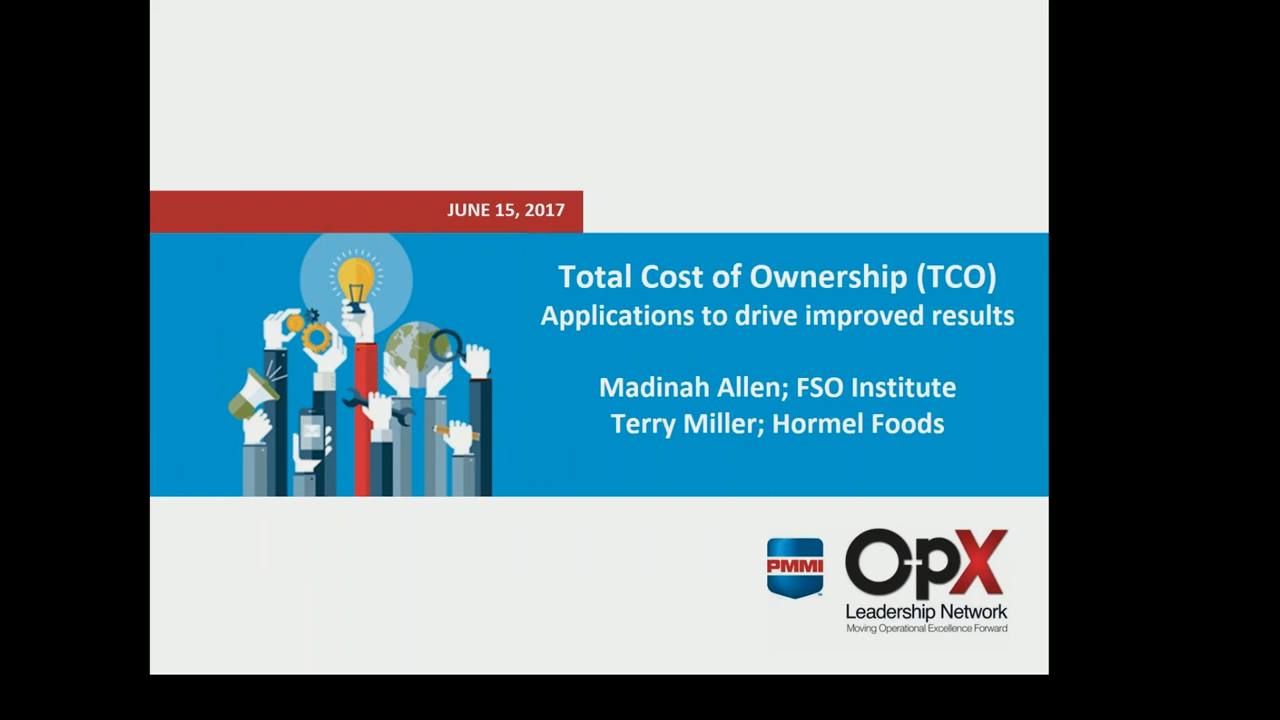 JUNE 15, 2017
Total Cost of Ownership (TCO)
Applications to drive improved results
Madinah Allen; FSO Institute
Terry Miller; Hormel Foods
PMMI
OpX
Leadership Network
Moving Operational Excellence Forward